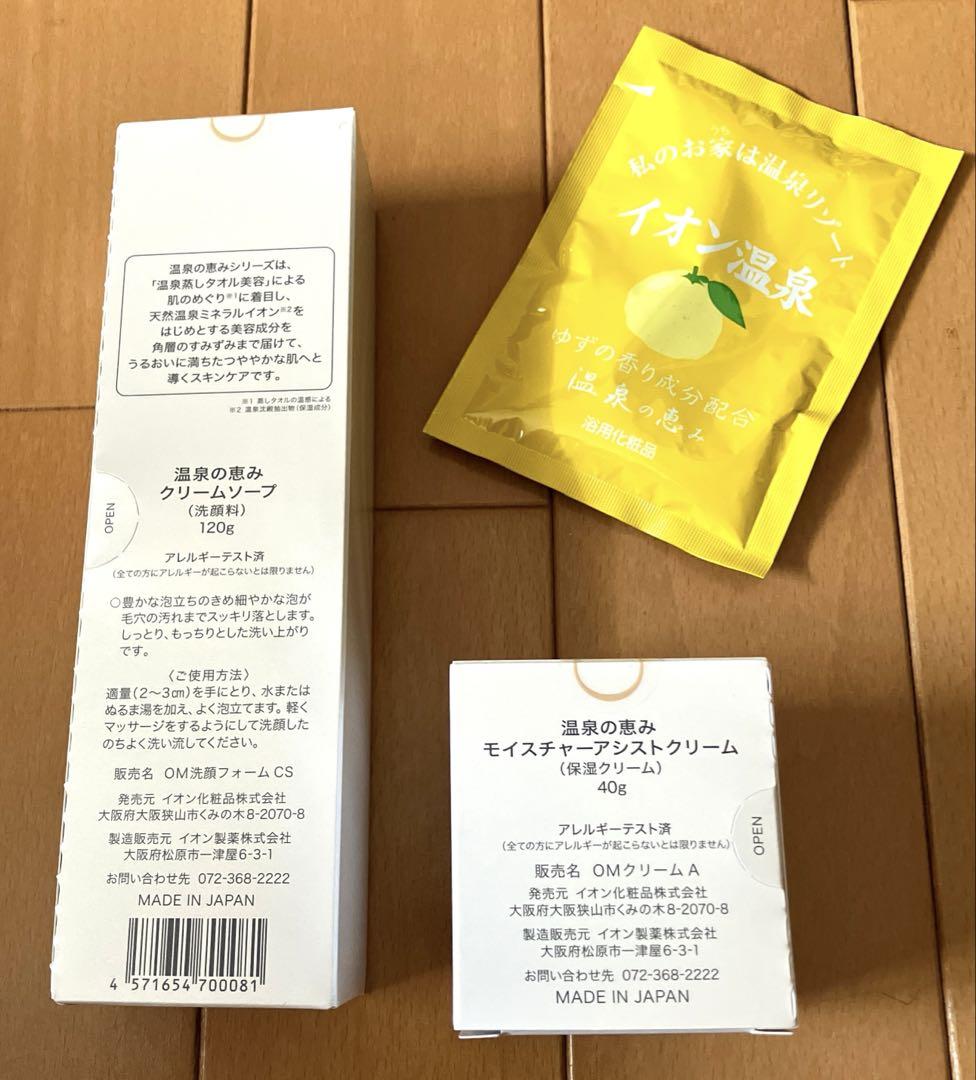 温泉の恵みシリーズは、
「温泉蒸しタオル美容」による
肌のめぐり※1に着目し、
天然温泉ミネラルイオン※2を
はじめとする美容成分を
角層のすみずみまで届けて、
うるおいに満ちたつややかな肌へと
導くスキンケアです。
※1 蒸しタオルの温感による
※2 温泉沈殿抽出物(保湿成分)
温泉の恵み
クリームソープ
(洗顔料)
120g
OPEN
アレルギーテスト済
(全ての方にアレルギーが起こらないとは限りません)
○豊かな泡立ちのきめ細やかな泡が
毛穴の汚れまでスッキリ落とします。
しっとり、もっちりとした洗い上がり
です。
〈ご使用方法〉
適量(2〜3㎝)を手にとり、水または
ぬるま湯を加え、よく泡立てます。軽く
マッサージをするようにして洗顔した
のちよく洗い流してください。
販売名 OM洗顔フォームCS
発売元 イオン化粧品株式会社
大阪府大阪狭山市くみの木8-2070-8
製造販売元 イオン製薬株式会社
大阪府松原市一津屋6-3-1
お問い合わせ先 072-368-2222
MADE IN JAPAN
4 571654 700081
私のお家は温泉リゾート
うち
イオン温泉
ゆずの香り成分配合
温泉の恵み
浴用化粧品
温泉の恵み
モイスチャーアシストクリーム
(保湿クリーム)
40g
アレルギーテスト済
(全ての方にアレルギーが起こらないとは限りません)
OPEN
販売名 OMクリームA
発売元 イオン化粧品株式会社
大阪府大阪狭山市くみの木8-2070-8
製造販売元 イオン製薬株式会社
大阪府松原市一津屋6-3-1
お問い合わせ先 072-368-2222
MADE IN JAPAN